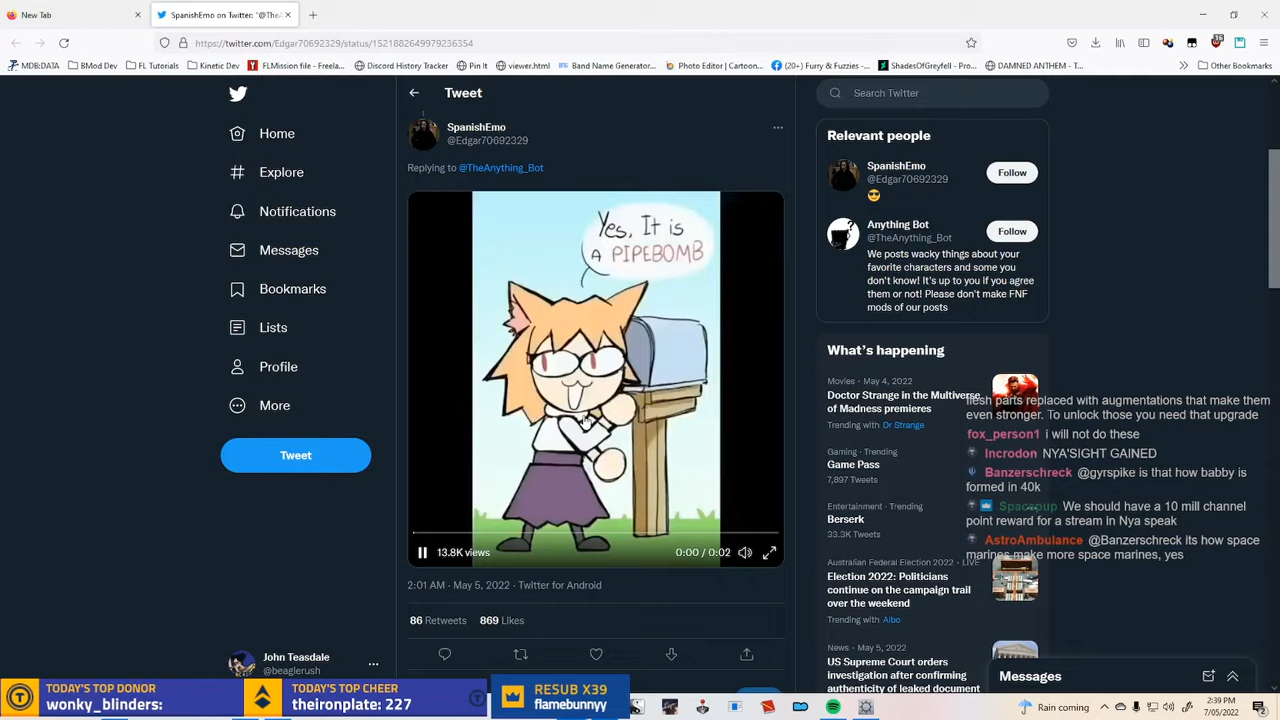 New Tab
SpanishEmo on Twitter: "@TheA
https://twitter.com/Edgar70692329/status/1521882649979236354
MDB:DATA
BMod Dev
FL Tutorials
Kinetic Dev
FLMission file - Freela...
Discord History Tracker
Pin It
viewer.html
Band Name Generator...
Photo Editor | Cartoon...
(20+) Furry & Fuzzies -...
ShadesOfGreyfell - Pro...
DAMNED ANTHEM - T...
Other Bookmarks
16
Home
Explore
Notifications
Messages
Bookmarks
Lists
Profile
More
Tweet
John Teasdale
@beaglerush
Tweet
SpanishEmo
@Edgar70692329
Replying to @TheAnything_Bot
Yes, It is
A PIPEBOMB
13.8K views
0:00 / 0:02
2:01 AM · May 5, 2022 · Twitter for Android
86 Retweets 869 Likes
Search Twitter
Relevant people
SpanishEmo
@Edgar70692329
Follow
Anything Bot
@TheAnything_Bot
Follow
We posts wacky things about your
favorite characters and some you
don't know! It's up to you if you agree
with them or not! Please don't make FNF
mods of our posts
What's happening
Movies · May 4, 2022
Doctor Strange in the Multiverse
of Madness premieres
Trending with Dr Strange
Gaming · Trending
Game Pass
7,897 Tweets
Entertainment · Trending
Berserk
33.3K Tweets
Australian Federal Election 2022 · LIVE
Election 2022: Politicians
continue on the campaign trail
over the weekend
Trending with Albo
News · May 5, 2022
US Supreme Court orders
investigation after confirming
authenticity of leaked document
flesh parts replaced with augmentations that make them
even stronger. To unlock those you need that upgrade
fox_person1 i will not do these
Incrodon NYA'SIGHT GAINED
Banzerschreck @gyrspike is that how babby is
formed in 40k
Spacepup We should have a 10 mill channel
point reward for a stream in Nya speak
AstroAmbulance @Banzerschreck its how space
marines make more space marines, yes
Messages
TODAY'S TOP DONOR
wonky_blinders:
TODAY'S TOP CHEER
theironplate: 227
RESUB X39
flamebunnyy
Rain coming
2:39 PM
7/05/2022
2